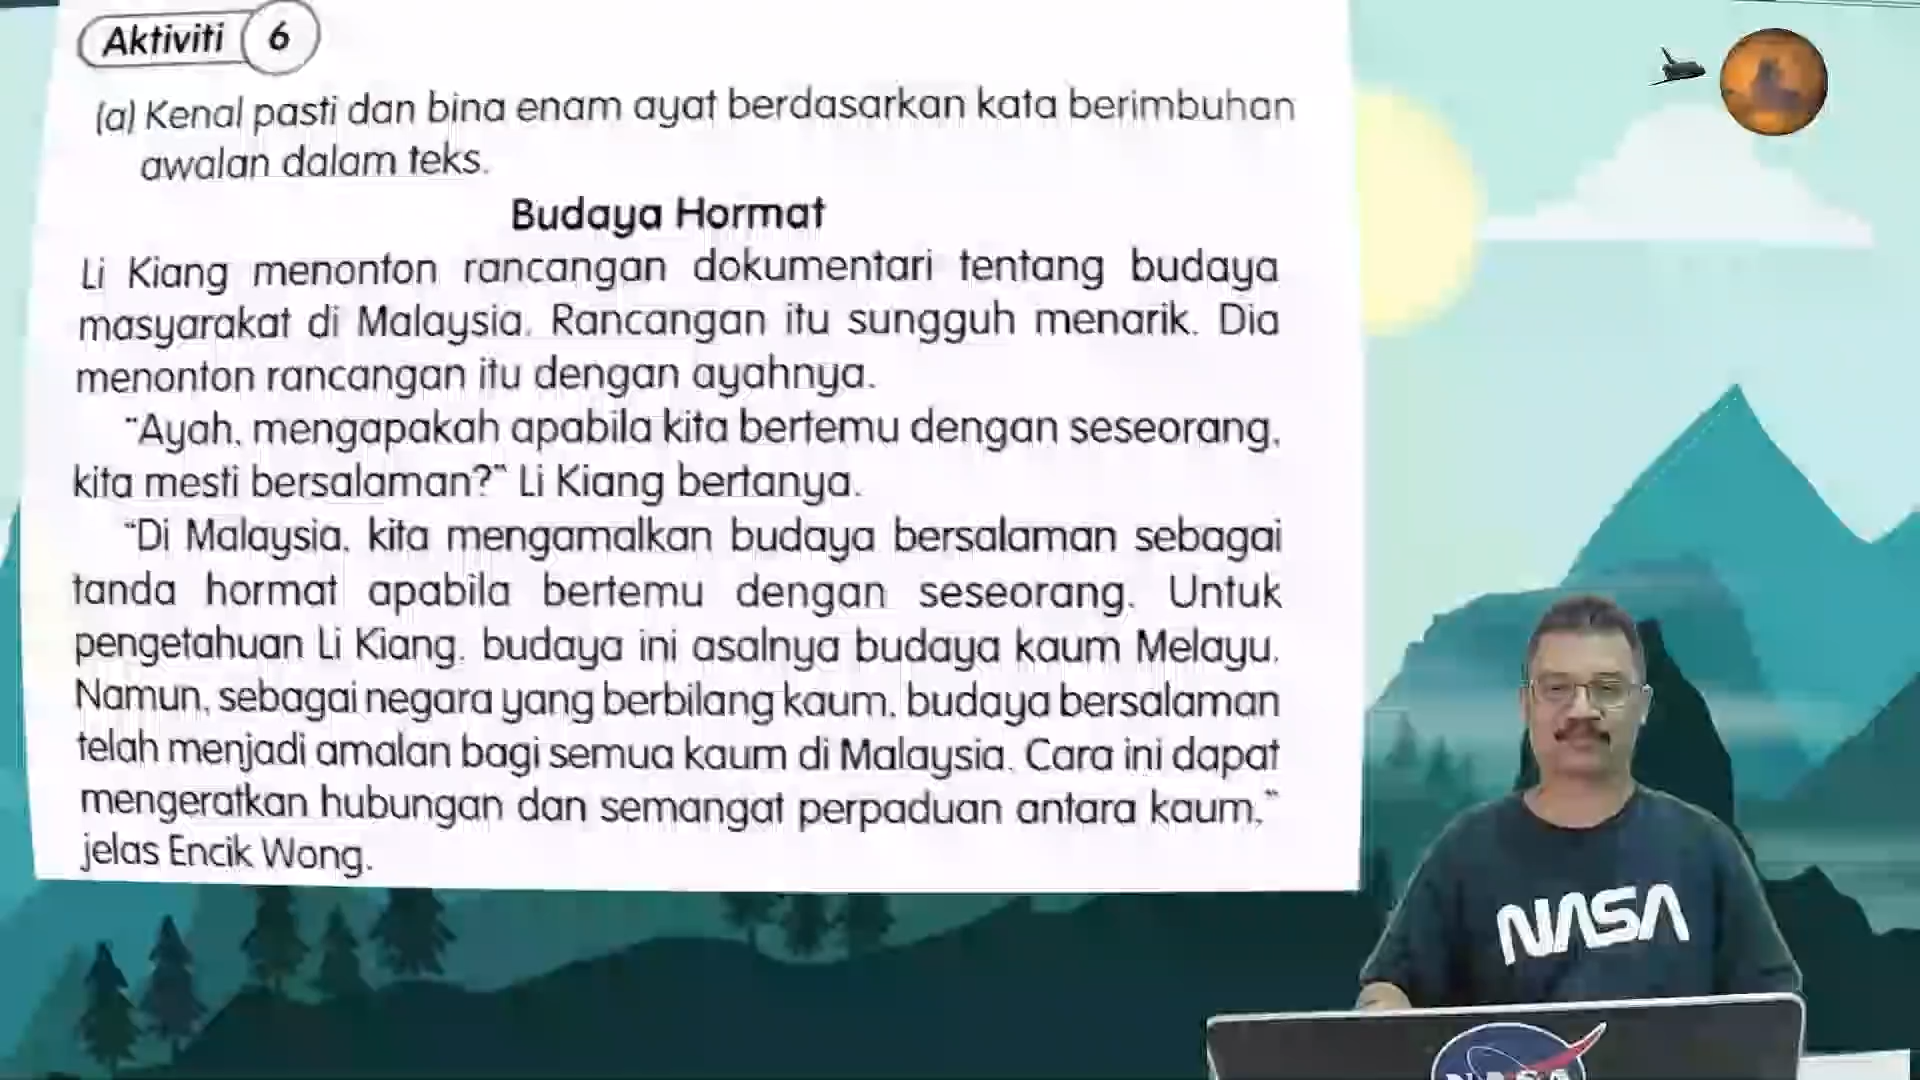 Aktiviti 6
(a) Kenal pasti dan bina enam ayat berdasarkan kata berimbuhan
awalan dalam teks.
Budaya Hormat
Li Kiang menonton rancangan dokumentari tentang budaya
masyarakat di Malaysia. Rancangan itu sungguh menarik. Dia
menonton rancangan itu dengan ayahnya.
"Ayah, mengapakah apabila kita bertemu dengan seseorang,
kita mesti bersalaman?" Li Kiang bertanya.
"Di Malaysia, kita mengamalkan budaya bersalaman sebagai
tanda hormat apabila bertemu dengan seseorang. Untuk
pengetahuan Li Kiang, budaya ini asalnya budaya kaum Melayu.
Namun, sebagai negara yang berbilang kaum, budaya bersalaman
telah menjadi amalan bagi semua kaum di Malaysia. Cara ini dapat
mengeratkan hubungan dan semangat perpaduan antara kaum,"
jelas Encik Wong.
NASA
NASA